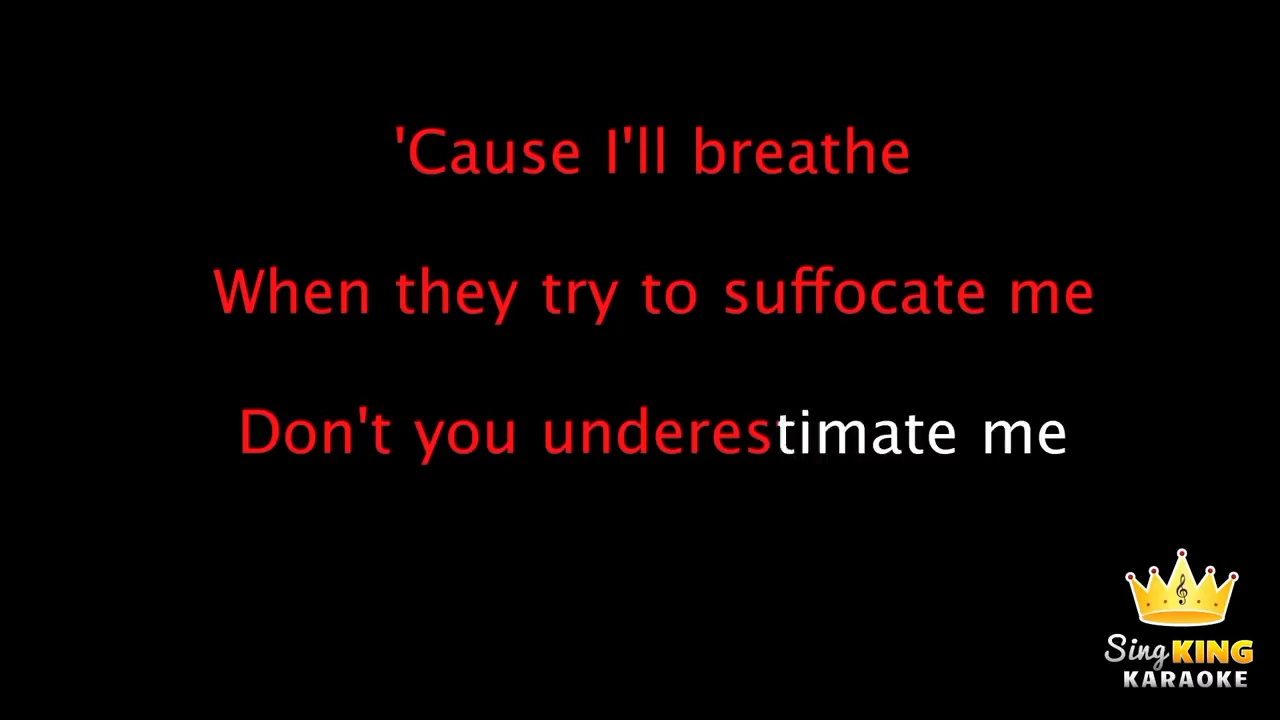 'Cause I'll breathe
When they try to suffocate me
Don't you underestimate me
Sing KING
KARAOKE